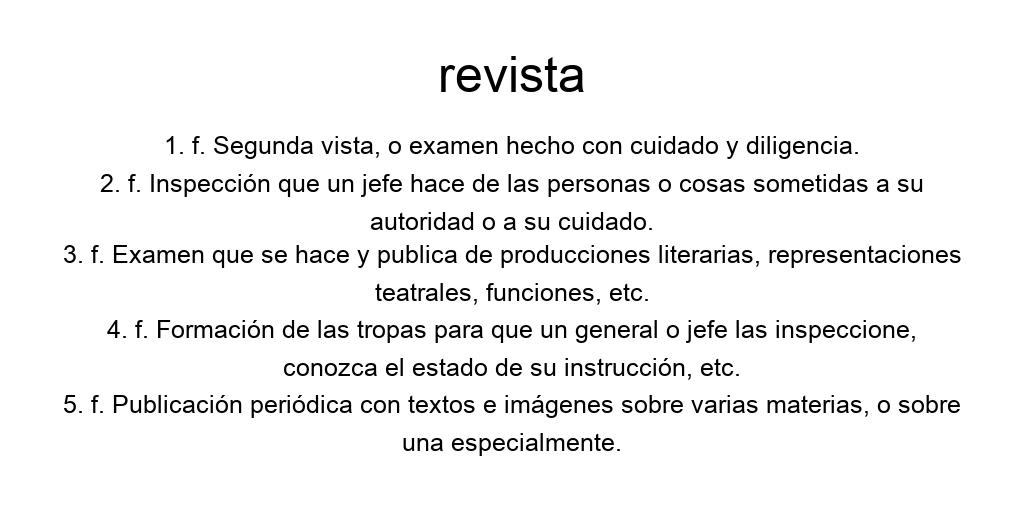 revista
1. f. Segunda vista, o examen hecho con cuidado y diligencia.
2. f. Inspección que un jefe hace de las personas o cosas sometidas a su
autoridad o a su cuidado.
3. f. Examen que se hace y publica de producciones literarias, representaciones
teatrales, funciones, etc.
4. f. Formación de las tropas para que un general o jefe las inspeccione,
conozca el estado de su instrucción, etc.
5. f. Publicación periódica con textos e imágenes sobre varias materias, o sobre
una especialmente.